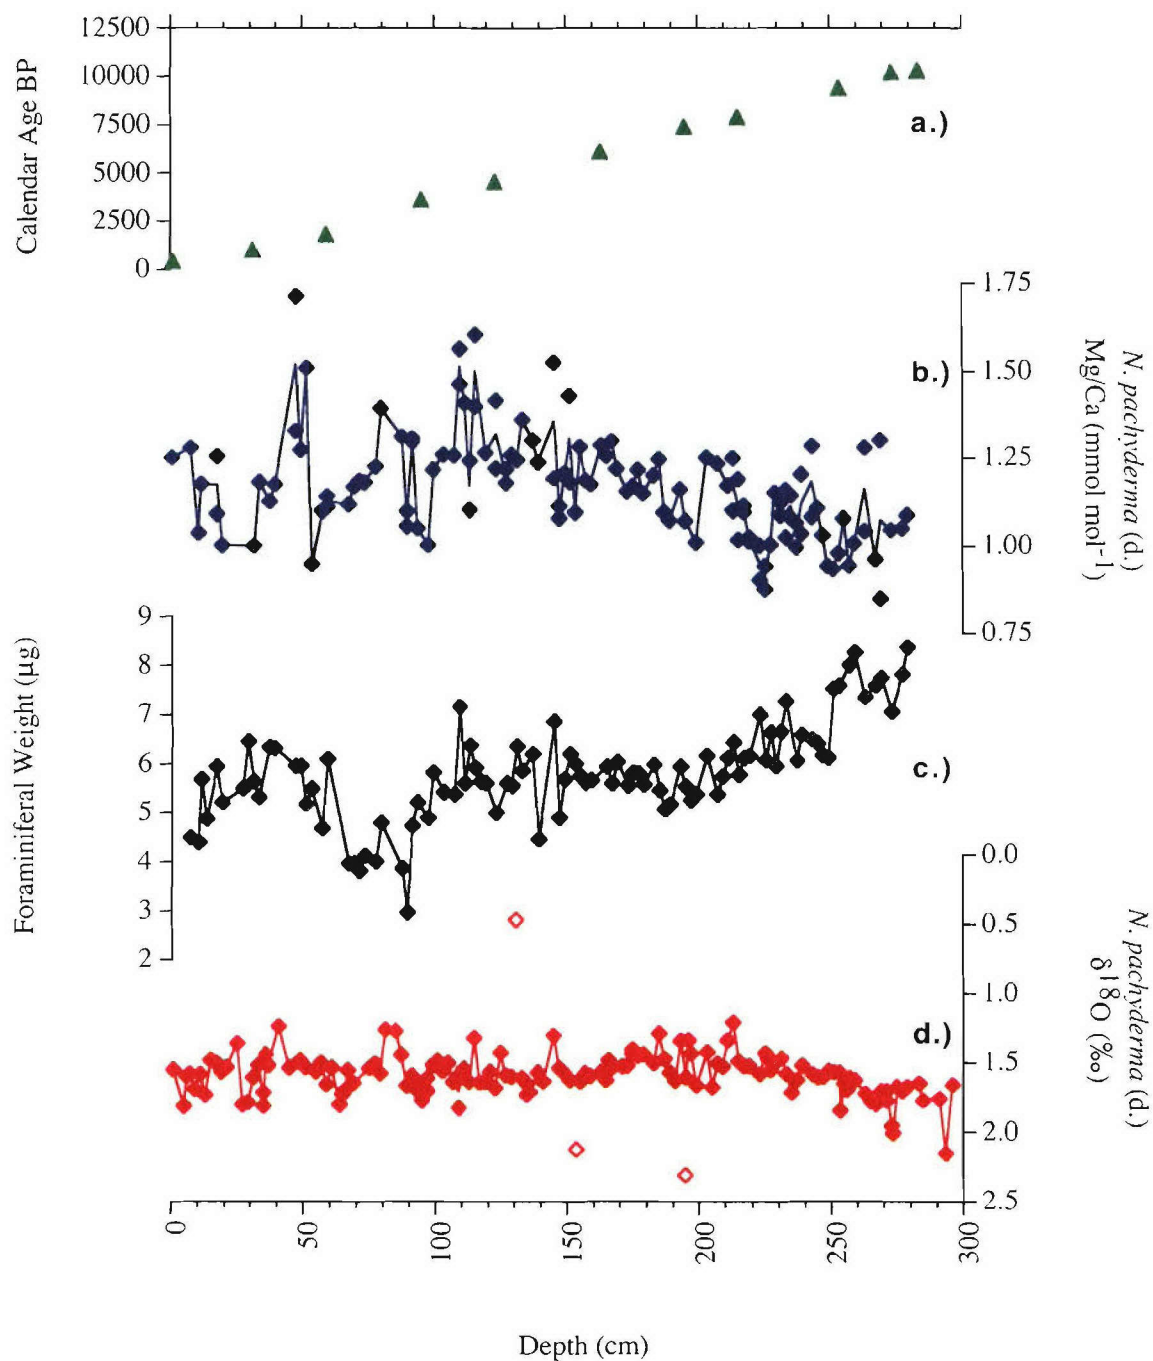 12500
10000
7500
5000
2500
0
Calendar Age BP
a.)
1.75
1.50
1.25
1.00
0.75
N. pachyderma (d.)
Mg/Ca (mmol mol-1)
b.)
9
8
7
6
5
4
3
2
Foraminiferal Weight (µg)
c.)
0.0
0.5
1.0
1.5
2.0
2.5
N. pachyderma (d.)
δ18O (‰)
d.)
0
50
100
150
200
250
300
Depth (cm)